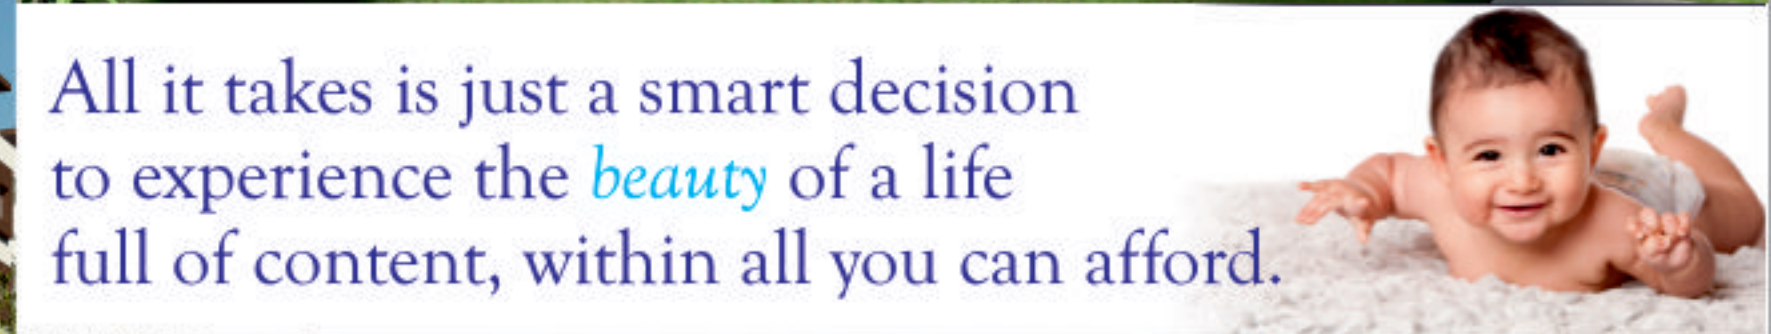 All it takes is just a smart decision
to experience the beauty of a life
full of content, within all you can afford.